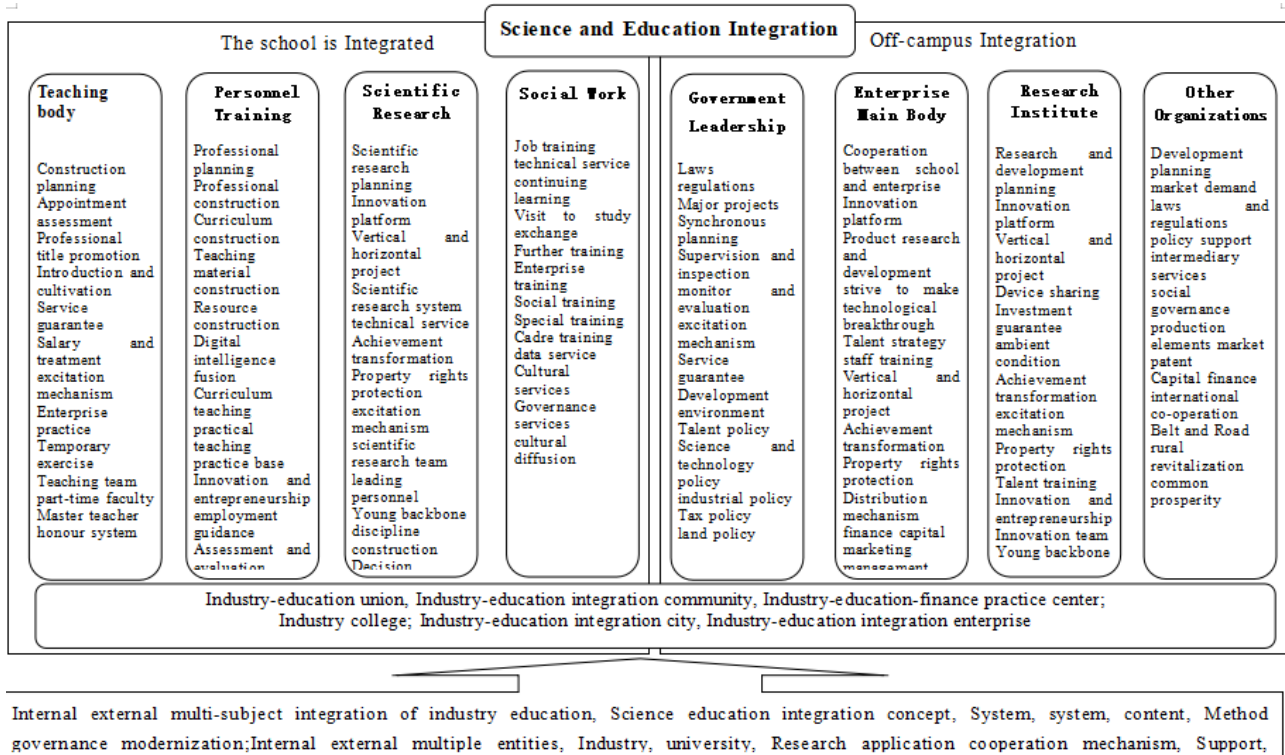 Science and Education Integration
The school is Integrated
Off-campus Integration
Teaching
body
Construction
planning
Appointment
assessment
Professional
title promotion
Introduction and
cultivation
Service
guarantee
Salary and
treatment
excitation
mechanism
Enterprise
practice
Temporary
exercise
Teaching team
part-time faculty
Master teacher
honour system
Personnel
Training
Professional
planning
Professional
construction
Curriculum
construction
Teaching
material
construction
Resource
construction
Digital
intelligence
fusion
Curriculum
teaching
practical
teaching
practice base
Innovation and
entrepreneurship
employment
guidance
Assessment and
evaluation
Scientific
Research
Scientific
research
planning
Innovation
platform
Vertical and
horizontal
project
Scientific
research system
technical service
Achievement
transformation
Property rights
protection
excitation
mechanism
scientific
research team
leading
personnel
Young backbone
discipline
construction
Decision
Social Work
Job training
technical service
continuing
learning
Visit to study
exchange
Further training
Enterprise
training
Social training
Special training
Cadre training
data service
Cultural
services
Governance
services
cultural
diffusion
Government
Leadership
Laws
regulations
Major projects
Synchronous
planning
Supervision and
inspection
monitor and
evaluation
excitation
mechanism
Service
guarantee
Development
environment
Talent policy
Science and
technology
policy
industrial policy
Tax policy
land policy
Enterprise
Main Body
Cooperation
between school
and enterprise
Innovation
platform
Product research
and
development
strive to make
technological
breakthrough
Talent strategy
staff training
Vertical and
horizontal
project
Achievement
transformation
Property rights
protection
Distribution
mechanism
finance capital
marketing
management
Research
Institute
Research and
development
planning
Innovation
platform
Vertical and
horizontal
project
Device sharing
Investment
guarantee
ambient
condition
Achievement
transformation
excitation
mechanism
Property rights
protection
Talent training
Innovation and
entrepreneurship
Innovation team
Young backbone
Other
Organizations
Development
planning
market demand
laws and
regulations
policy support
intermediary
services
social
governance
production
elements market
patent
Capital finance
international
co-operation
Belt and Road
rural
revitalization
common
prosperity
Industry-education union, Industry-education integration community, Industry-education-finance practice center;
Industry college; Industry-education integration city, Industry-education integration enterprise
Internal external multi-subject integration of industry education, Science education integration concept, System, system, content, Method
governance modernization;Internal external multiple entities, Industry, university, Research application cooperation mechanism, Support,